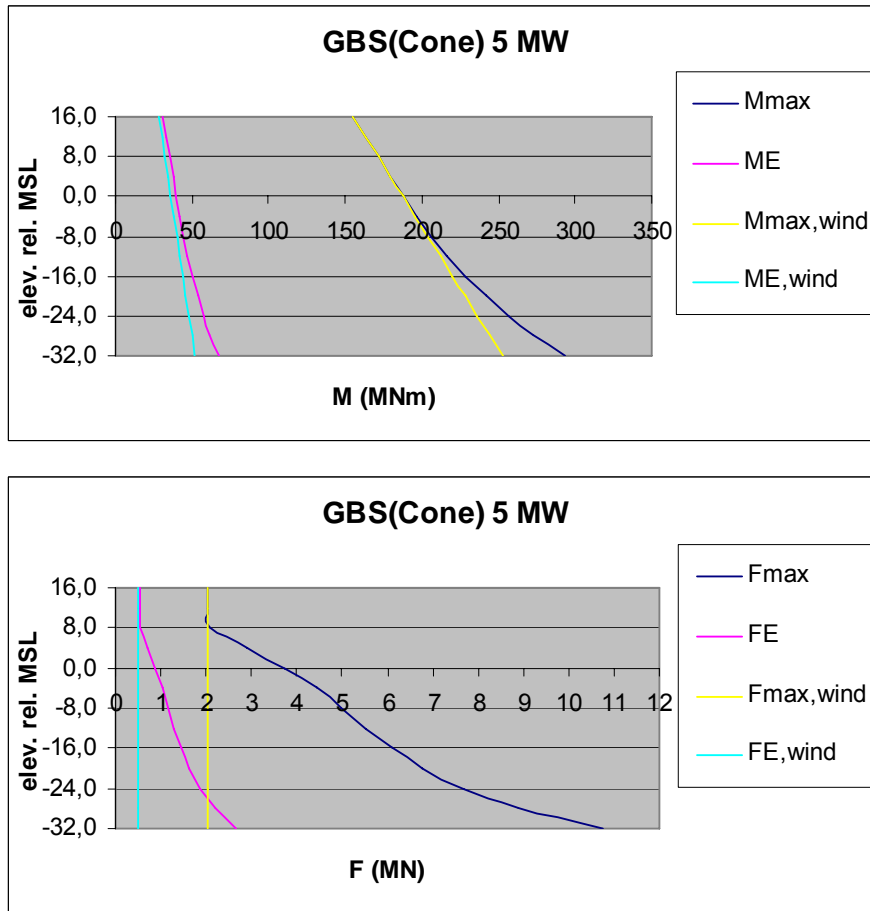 GBS(Cone) 5 MW
16,0
8,0
0,0
-8,0
-16,0
-24,0
-32,0
elev. rel. MSL
0 50 100 150 200 250 300 350
M (MNm)
Mmax
ME
Mmax,wind
ME,wind
GBS(Cone) 5 MW
16,0
8,0
0,0
-8,0
-16,0
-24,0
-32,0
elev. rel. MSL
0 1 2 3 4 5 6 7 8 9 10 11 12
F (MN)
Fmax
FE
Fmax,wind
FE,wind